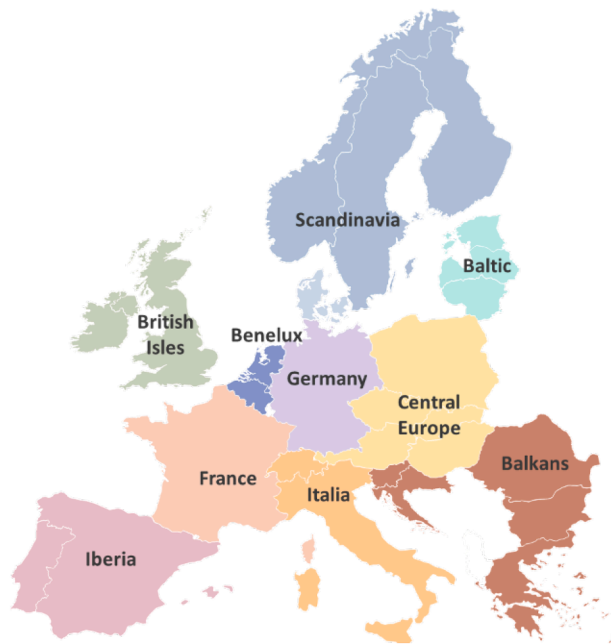 Scandinavia
Baltic
British
Isles
Benelux
Germany
Central
Europe
Balkans
France
Italia
Iberia